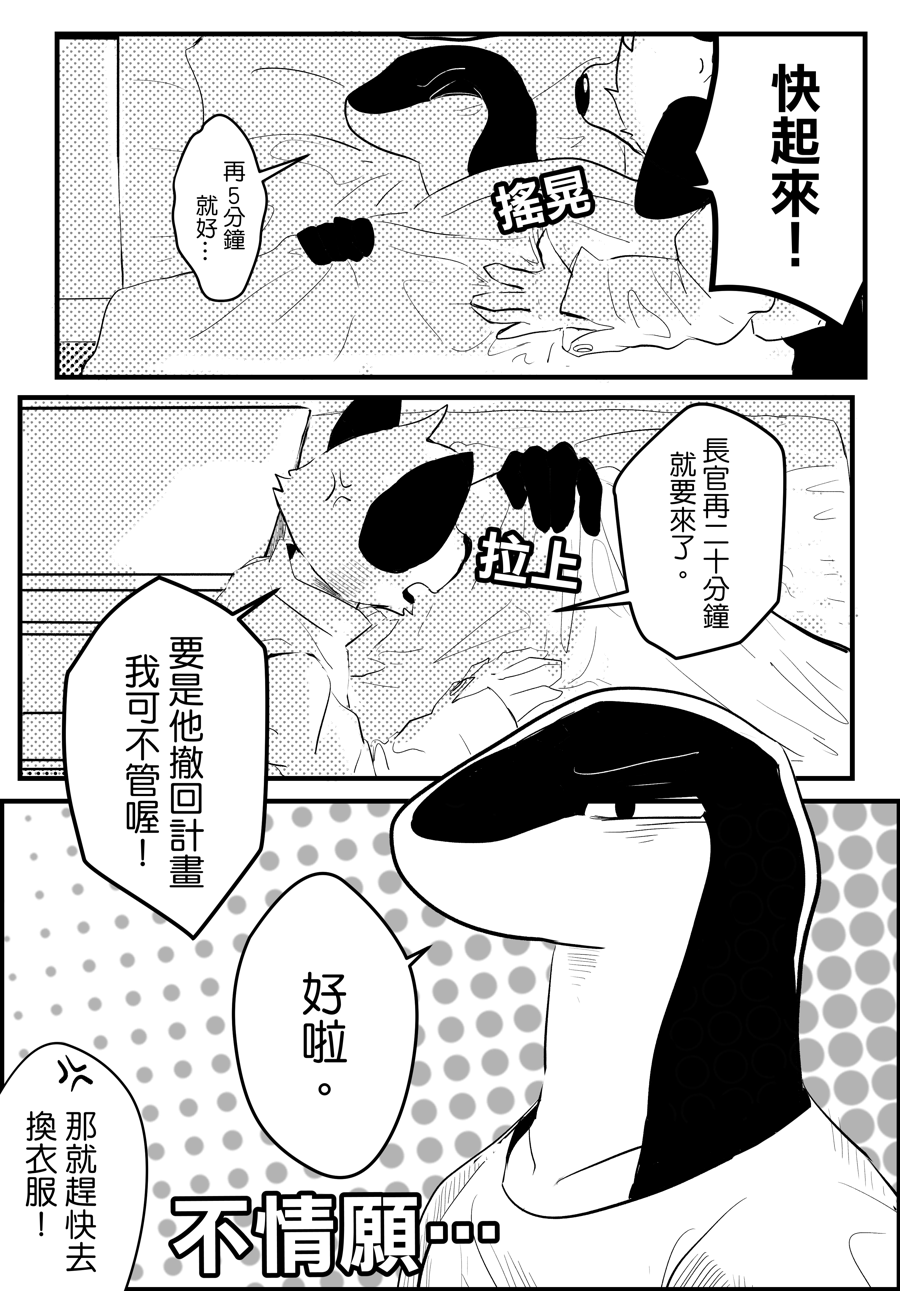 快起來！
搖晃
再5分鐘
就好…
長官再二十分鐘
就要來了。
拉上
要是他撤回計畫
我可不管喔！
好啦。
不情願…
那就趕快去
換衣服！